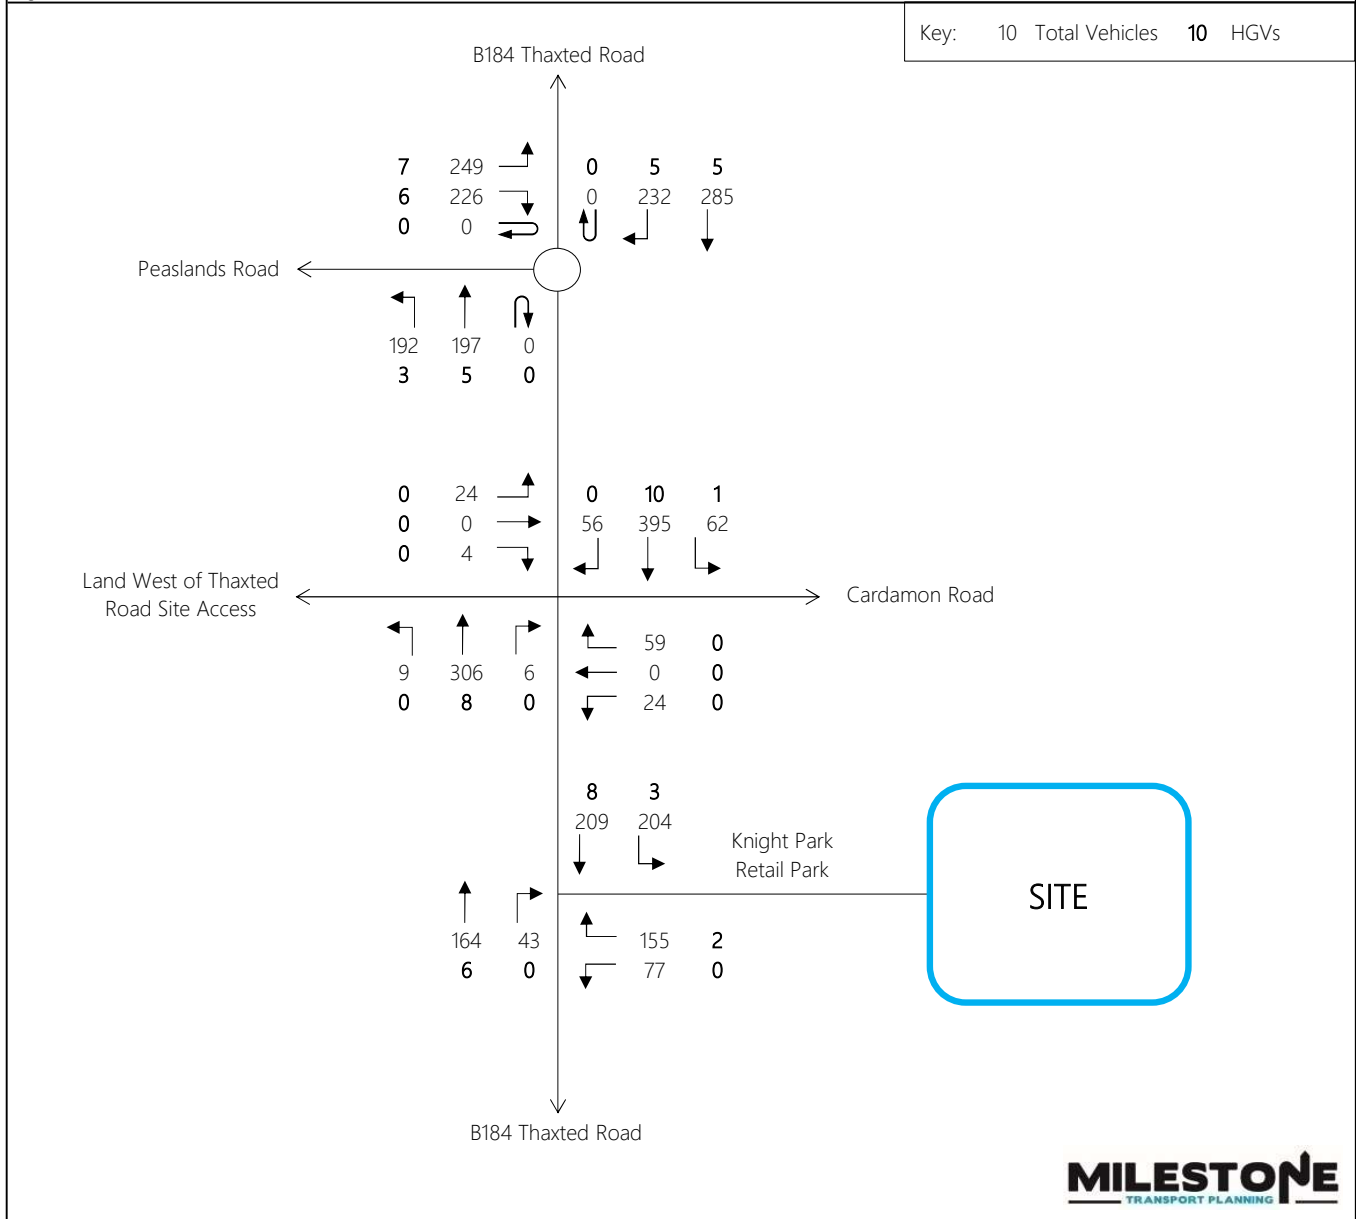 Key: 10 Total Vehicles 10 HGVs
B184 Thaxted Road
7 249 0 5 5
6 226 0 232 285
0 0
Peaslands Road
192 197 0
3 5 0
0 24 0 10 1
0 0 56 395 62
0 4
Land West of Thaxted
Road Site Access
Cardamon Road
59 0
9 306 6 0 0
0 8 0 24 0
8 3
209 204
Knight Park
Retail Park
SITE
164 43 155 2
6 0 77 0
B184 Thaxted Road
MILESTONE
TRANSPORT PLANNING